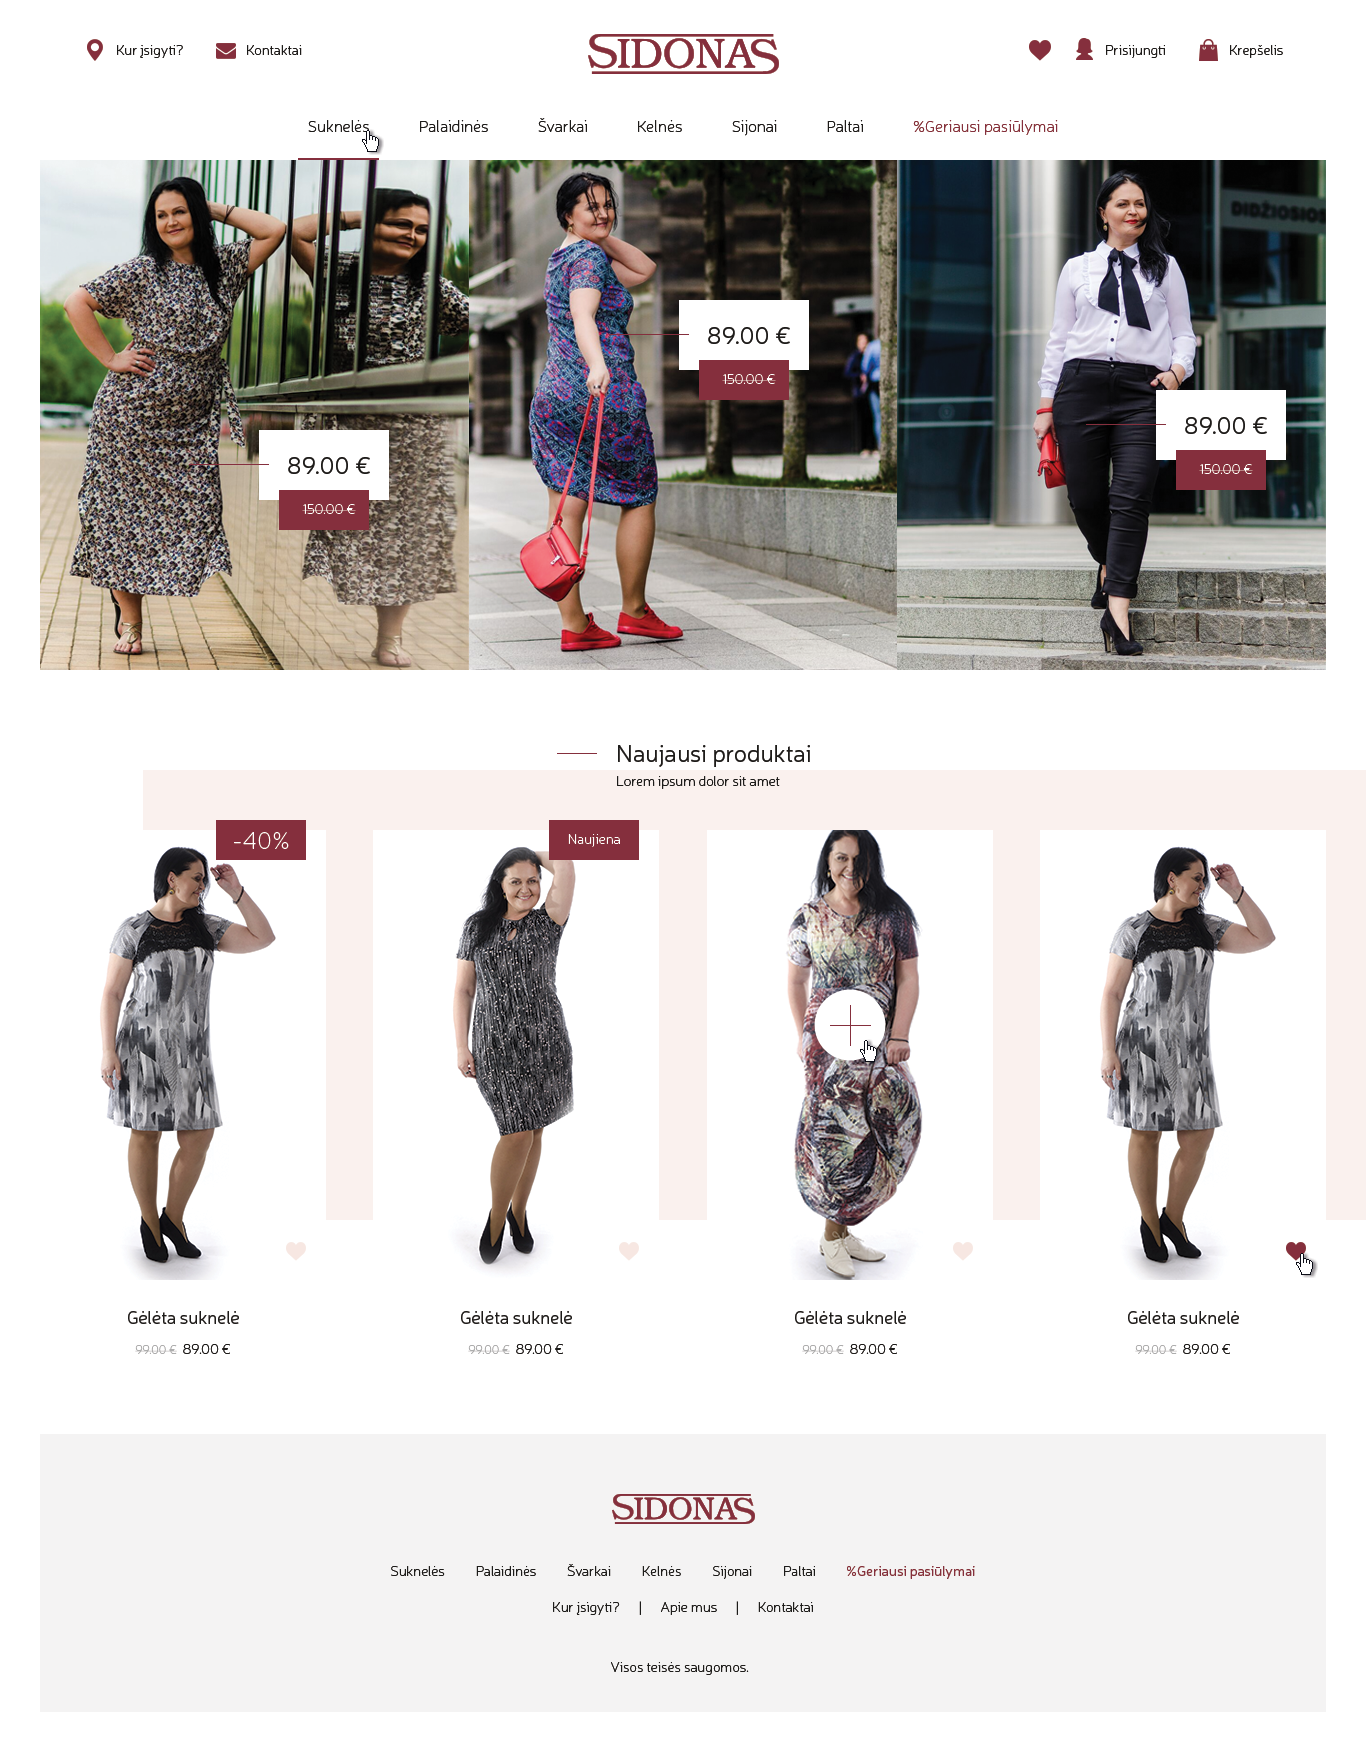 Kur įsigyti?
Kontaktai
SIDONAS
Prisijungti
Krepšelis
Suknelės
Palaidinės
Švarkai
Kelnės
Sijonai
Paltai
%Geriausi pasiūlymai
DIDŽIOSIOS
89.00 €
150.00 €
89.00 €
150.00 €
89.00 €
150.00 €
Naujausi produktai
Lorem ipsum dolor sit amet
-40%
Naujiena
Gėlėta suknelė
99.00 € 89.00 €
Gėlėta suknelė
99.00 € 89.00 €
Gėlėta suknelė
99.00 € 89.00 €
Gėlėta suknelė
99.00 € 89.00 €
SIDONAS
Suknelės
Palaidinės
Švarkai
Kelnės
Sijonai
Paltai
%Geriausi pasiūlymai
Kur įsigyti? | Apie mus | Kontaktai
Visos teisės saugomos.